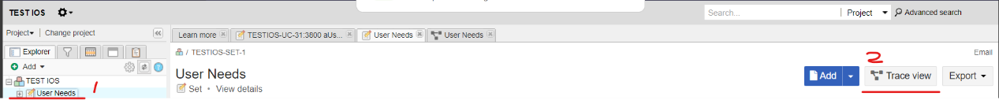 TEST IOS
Search... Project Advanced search
Project Change project
Learn more TESTIOS-UC-31:3800 aUs... User Needs User Needs
Explorer
/ TESTIOS-SET-1 Email
Add
User Needs
2
Add Trace view Export
TEST IOS
Set • View details
User Needs 1